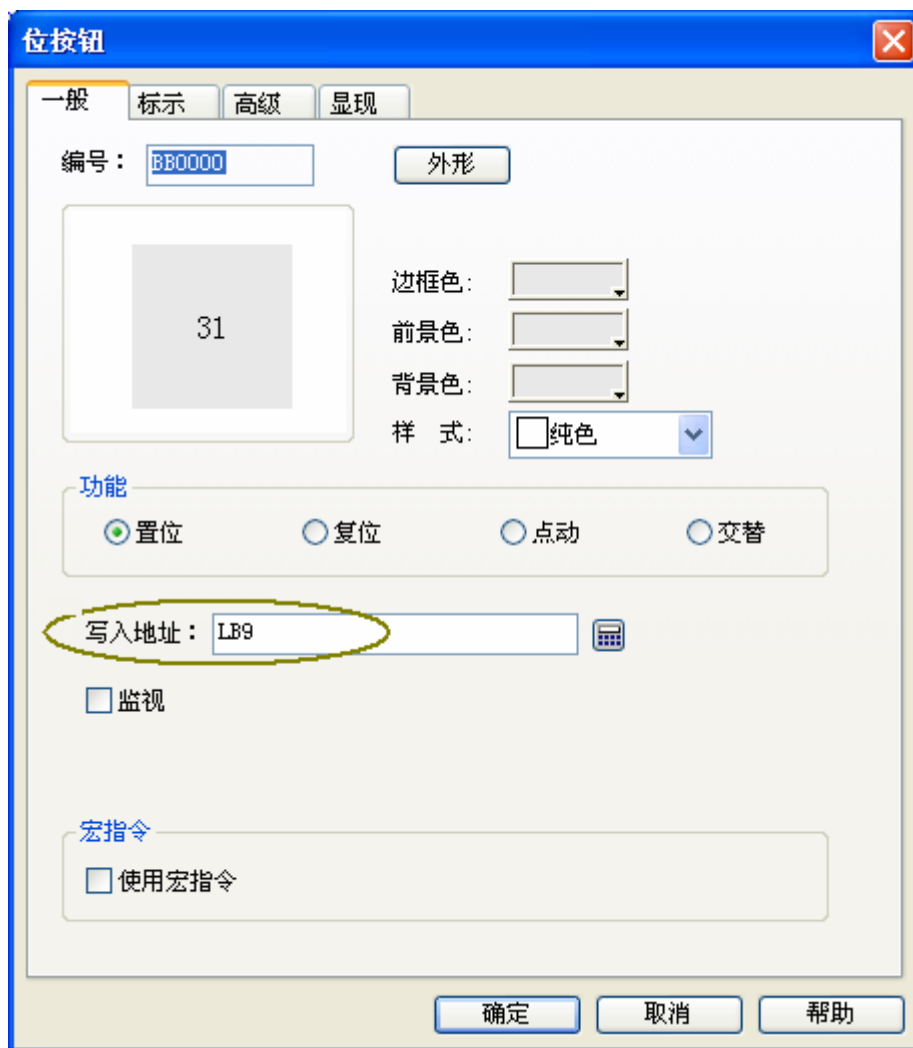 位按钮
一般 标示 高级 显现
编号： BB0000 外形
31
边框色:
前景色:
背景色:
样 式: 纯色
功能
置位 复位 点动 交替
写入地址： LB9
监视
宏指令
使用宏指令
确定 取消 帮助